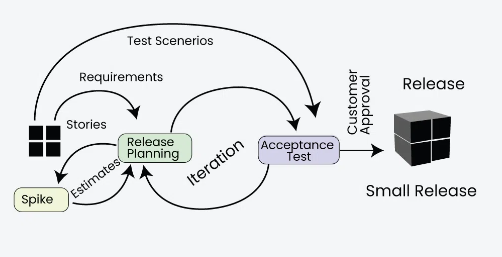 Test Scenerios
Requirements
Stories
Release
Planning
Estimates
Spike
Iteration
Acceptance
Test
Customer
Approval
Release
Small Release